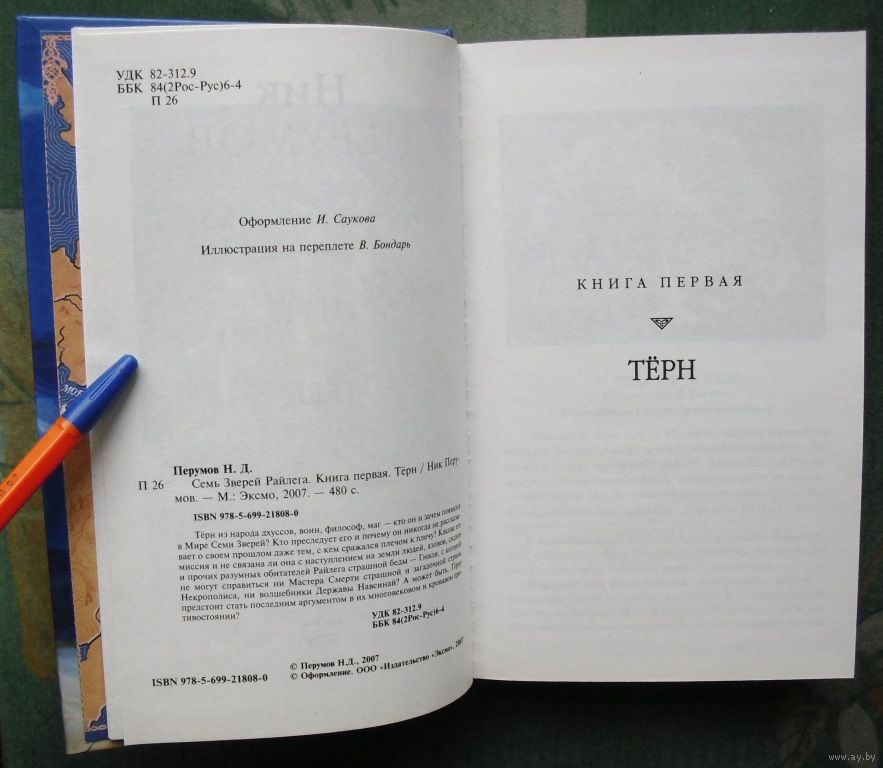 УДК 82-312.9
ББК 84(2Рос-Рус)6-4
П 26
Оформление И. Саукова
Иллюстрация на переплете В. Бондарь
Перумов Н. Д.
П 26 Семь Зверей Райлега. Книга первая. Тёрн / Ник Перу-
мов. — М.: Эксмо, 2007. — 480 с.
ISBN 978-5-699-21808-0
Тёрн из народа дхуссов, воин, философ, маг — кто он и зачем появился
в Мире Семи Зверей? Кто преследует его и почему он никогда не рассказы-
вает о своем прошлом даже тем, с кем сражался плечом к плечу? Какова его
миссия и не связана ли она с наступлением на земли людей, азевов,
и прочих разумных обитателей Райлега страшной беды — Гнили, с которой
не могут справиться ни Мастера Смерти страшной и загадочной страны
Некрополиса, ни волшебники Державы Навсинай? А может быть, Тёрну
предстоит стать последним аргументом в их многовековом и кровавом про-
тивостоянии?
УДК 82-312.9
ББК 84(2Рос-Рус)6-4
© Перумов Н.Д., 2007
ISBN 978-5-699-21808-0 © Оформление. ООО «Издательство «Эксмо», 2007
КНИГА ПЕРВАЯ
ТЁРН
www.ay.by